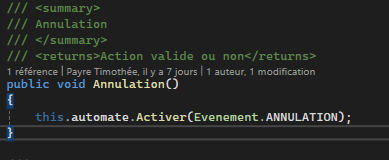 /// <summary>
/// Annulation
/// </summary>
/// <returns>Action valide ou non</returns>
1 référence | Payre Timothée, il y a 7 jours | 1 auteur, 1 modification
public void Annulation()
{
this.automate.Activer(Evenement.ANNULATION);
}